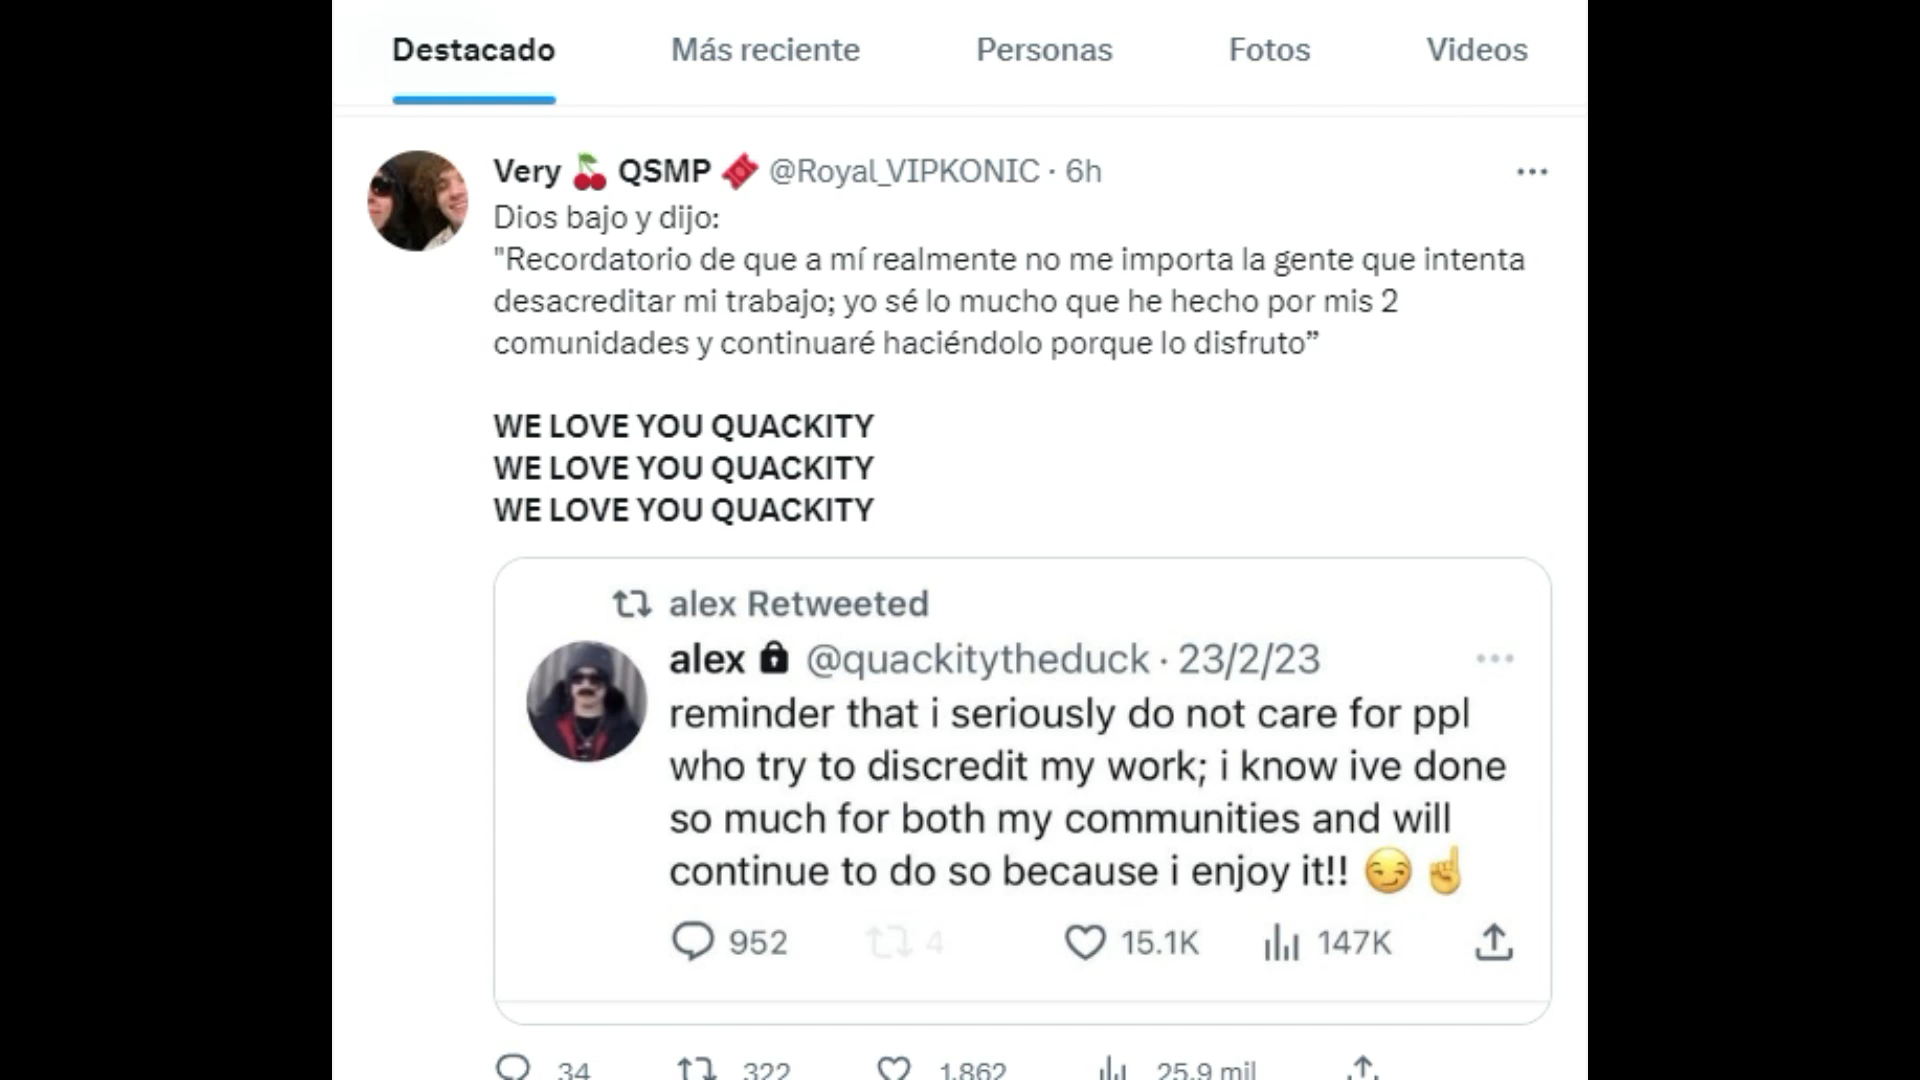 Destacado Más reciente Personas Fotos Videos
Very 🍒 QSMP 🎟️ @Royal_VIPKONIC · 6h
Dios bajo y dijo:
"Recordatorio de que a mí realmente no me importa la gente que intenta
desacreditar mi trabajo; yo sé lo mucho que he hecho por mis 2
comunidades y continuaré haciéndolo porque lo disfruto”
WE LOVE YOU QUACKITY
WE LOVE YOU QUACKITY
WE LOVE YOU QUACKITY
alex Retweeted
alex 🔒 @quackitytheduck · 23/2/23
reminder that i seriously do not care for ppl
who try to discredit my work; i know ive done
so much for both my communities and will
continue to do so because i enjoy it!! 😏 ☝️
952 4 15.1K 147K
34 322 1.862 25,9 mil